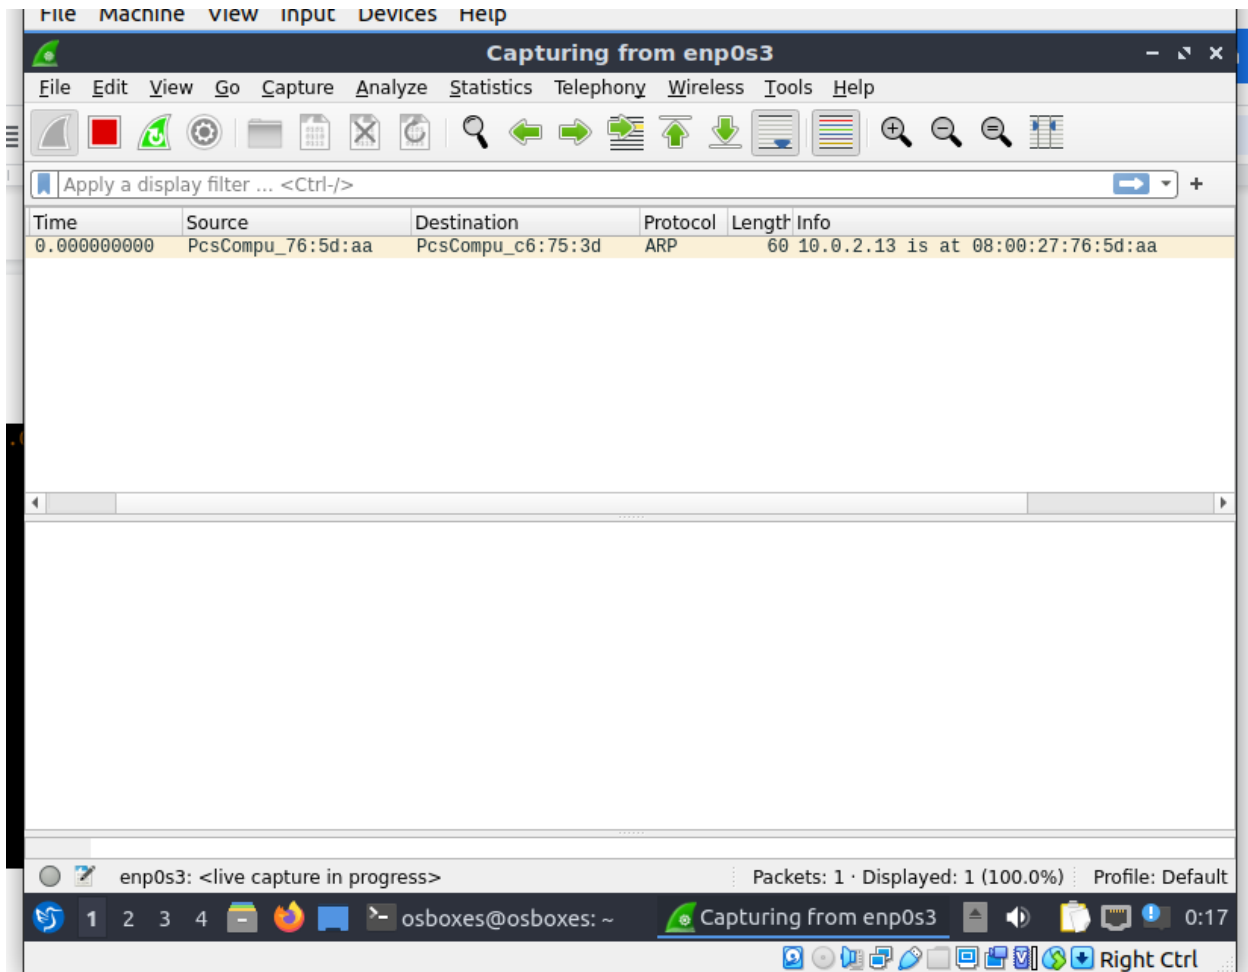 File Machine View Input Devices Help
Capturing from enp0s3
File Edit View Go Capture Analyze Statistics Telephony Wireless Tools Help
Apply a display filter ... <Ctrl-/>
Time Source Destination Protocol Length Info
0.000000000 PcsCompu_76:5d:aa PcsCompu_c6:75:3d ARP 60 10.0.2.13 is at 08:00:27:76:5d:aa
enp0s3: <live capture in progress> Packets: 1 · Displayed: 1 (100.0%) Profile: Default
1 2 3 4 osboxes@osboxes: ~ Capturing from enp0s3 0:17
Right Ctrl